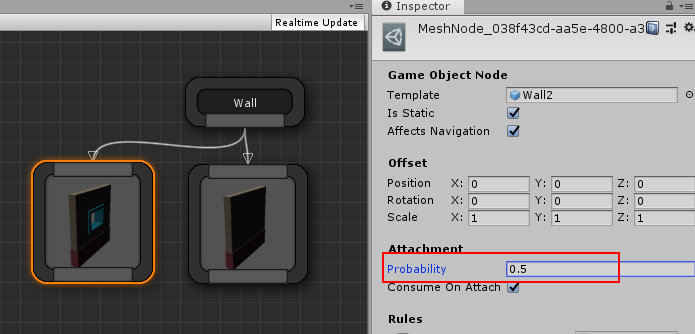 Realtime Update
Wall
Inspector
MeshNode_038f43cd-aa5e-4800-a3
Game Object Node
Template Wall2
Is Static
Affects Navigation
Offset
Position X: 0 Y: 0 Z: 0
Rotation X: 0 Y: 0 Z: 0
Scale X: 1 Y: 1 Z: 1
Attachment
Probability 0.5
Consume On Attach
Rules